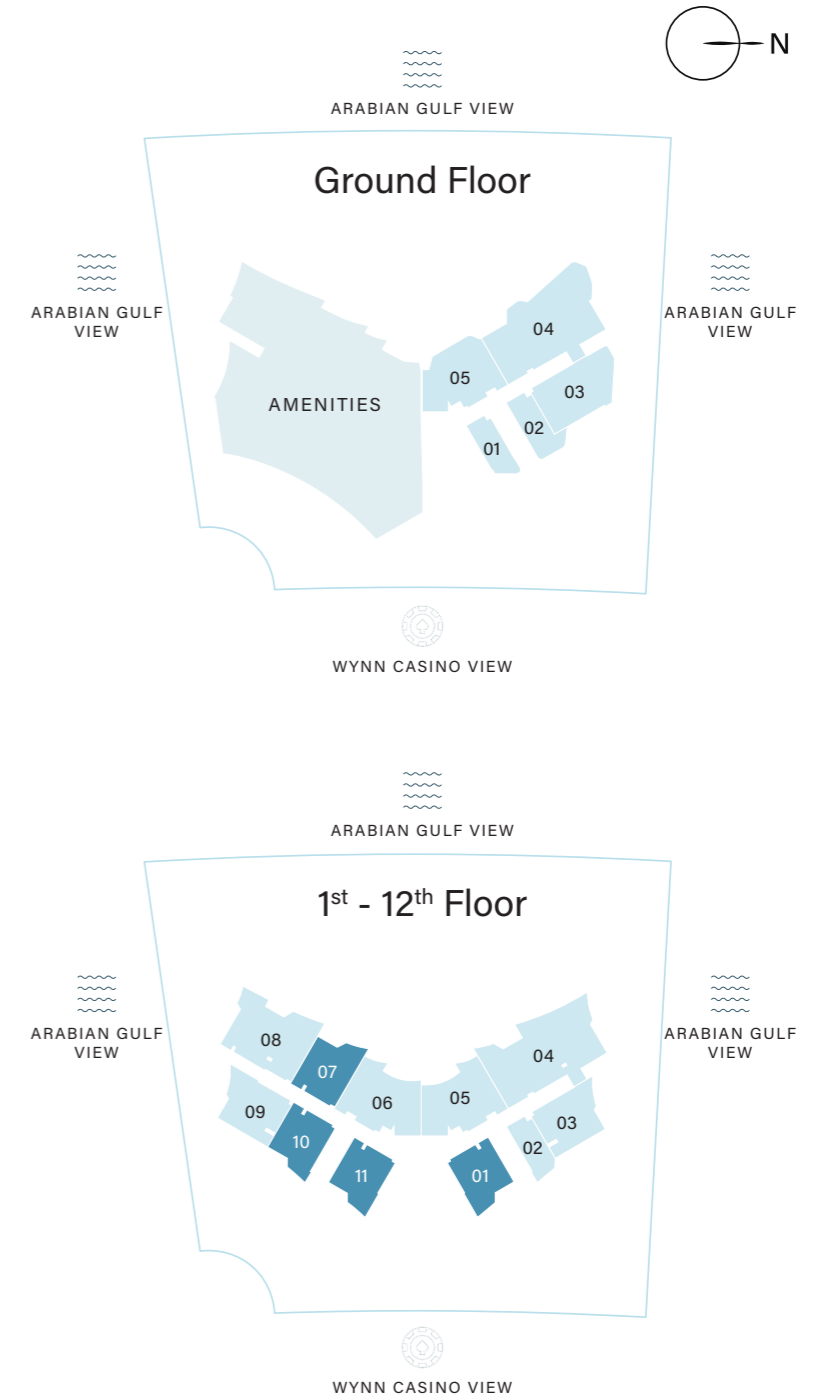 N
ARABIAN GULF VIEW
Ground Floor
ARABIAN GULF
VIEW
ARABIAN GULF
VIEW
04
05
03
AMENITIES
02
01
WYNN CASINO VIEW
ARABIAN GULF VIEW
1st - 12th Floor
ARABIAN GULF
VIEW
ARABIAN GULF
VIEW
08
04
07
06
05
09
03
10
02
11
01
WYNN CASINO VIEW